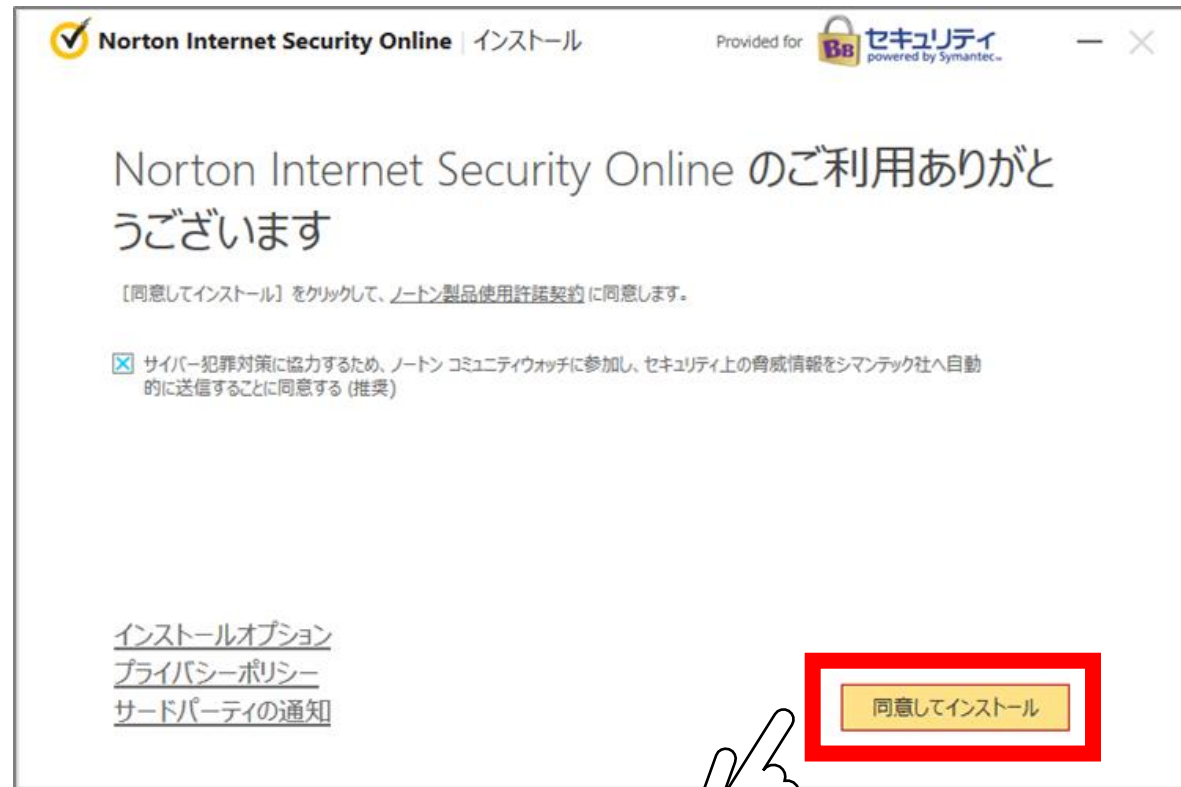 Norton Internet Security Online インストール Provided for BB セキュリティ
powered by Symantec™
Norton Internet Security Online のご利用ありがと
うございます
［同意してインストール］をクリックして、ノートン製品使用許諾契約 に同意します。
サイバー犯罪対策に協力するため、ノートン コミュニティウォッチに参加し、セキュリティ上の脅威情報をシマンテック社へ自動
的に送信することに同意する (推奨)
インストールオプション
プライバシーポリシー
サードパーティの通知
同意してインストール